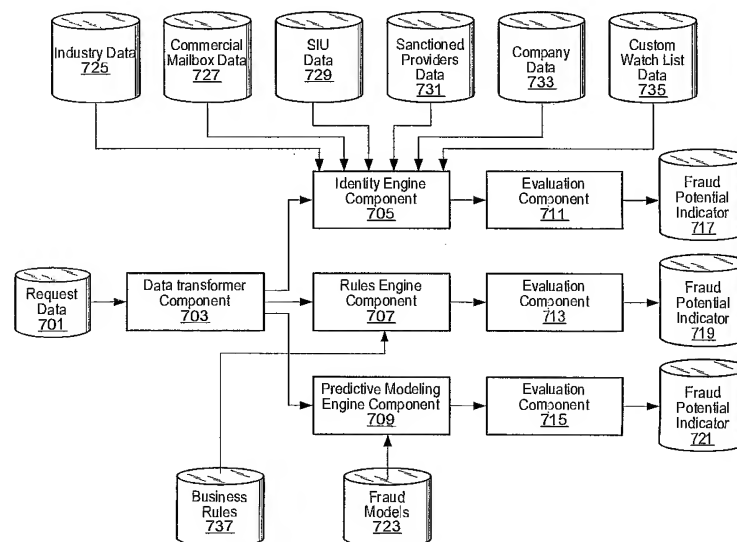 Industry Data
725
Commercial
Mailbox Data
727
SIU
Data
729
Sanctioned
Providers
Data
731
Company
Data
733
Custom
Watch List
Data
735
Identity Engine
Component
705
Evaluation
Component
711
Fraud
Potential
Indicator
717
Request
Data
701
Data transformer
Component
703
Rules Engine
Component
707
Evaluation
Component
713
Fraud
Potential
Indicator
719
Predictive Modeling
Engine Component
709
Evaluation
Component
715
Fraud
Potential
Indicator
721
Business
Rules
737
Fraud
Models
723